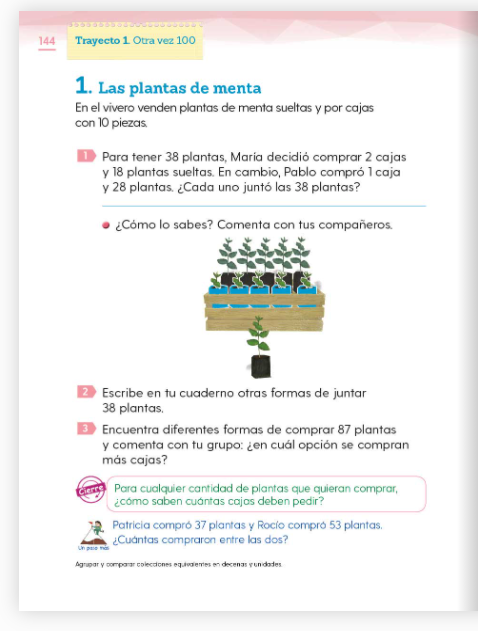 144
Trayecto 1. Otra vez 100
1. Las plantas de menta
En el vivero venden plantas de menta sueltas y por cajas
con 10 piezas.
1 Para tener 38 plantas, María decidió comprar 2 cajas
y 18 plantas sueltas. En cambio, Pablo compró 1 caja
y 28 plantas. ¿Cada uno juntó las 38 plantas?
¿Cómo lo sabes? Comenta con tus compañeros.
2 Escribe en tu cuaderno otras formas de juntar
38 plantas.
3 Encuentra diferentes formas de comprar 87 plantas
y comenta con tu grupo: ¿en cuál opción se compran
más cajas?
Cierre
Para cualquier cantidad de plantas que quieran comprar,
¿cómo saben cuántas cajas deben pedir?
Patricia compró 37 plantas y Rocío compró 53 plantas.
¿Cuántas compraron entre las dos?
Un paso más
Agrupar y comparar colecciones equivalentes en decenas y unidades.